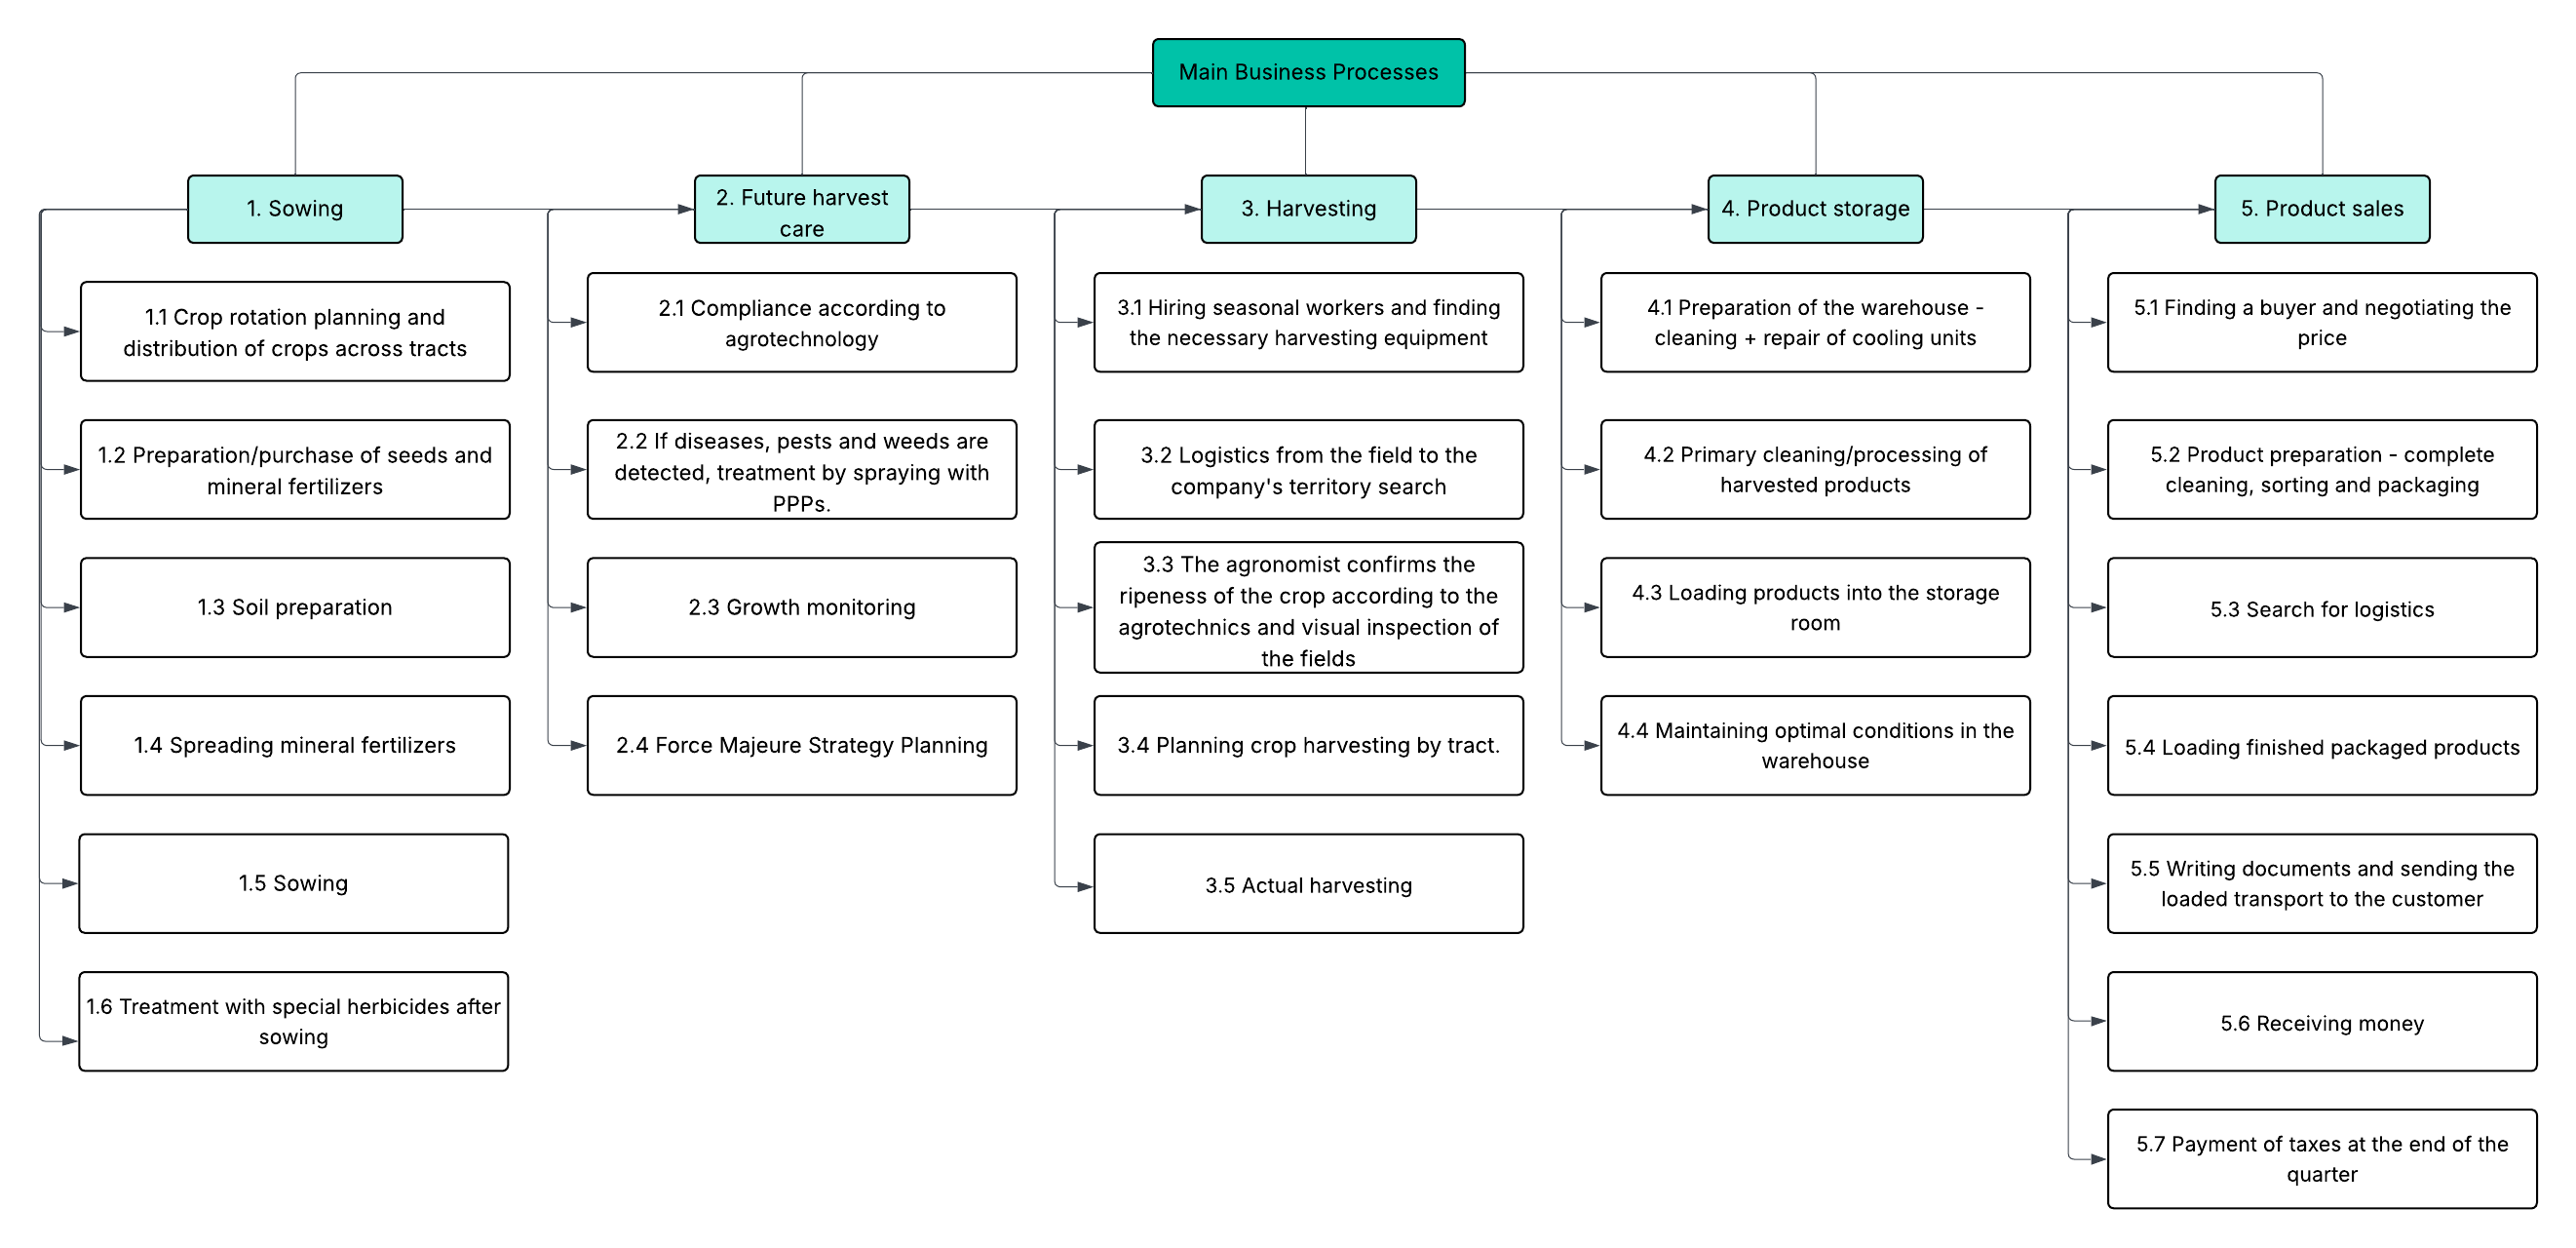 Main Business Processes
1. Sowing
2. Future harvest
care
3. Harvesting
4. Product storage
5. Product sales
1.1 Crop rotation planning and
distribution of crops across tracts
1.2 Preparation/purchase of seeds and
mineral fertilizers
1.3 Soil preparation
1.4 Spreading mineral fertilizers
1.5 Sowing
1.6 Treatment with special herbicides after
sowing
2.1 Compliance according to
agrotechnology
2.2 If diseases, pests and weeds are
detected, treatment by spraying with
PPPs.
2.3 Growth monitoring
2.4 Force Majeure Strategy Planning
3.1 Hiring seasonal workers and finding
the necessary harvesting equipment
3.2 Logistics from the field to the
company's territory search
3.3 The agronomist confirms the
ripeness of the crop according to the
agrotechnics and visual inspection of
the fields
3.4 Planning crop harvesting by tract.
3.5 Actual harvesting
4.1 Preparation of the warehouse -
cleaning + repair of cooling units
4.2 Primary cleaning/processing of
harvested products
4.3 Loading products into the storage
room
4.4 Maintaining optimal conditions in the
warehouse
5.1 Finding a buyer and negotiating the
price
5.2 Product preparation - complete
cleaning, sorting and packaging
5.3 Search for logistics
5.4 Loading finished packaged products
5.5 Writing documents and sending the
loaded transport to the customer
5.6 Receiving money
5.7 Payment of taxes at the end of the
quarter